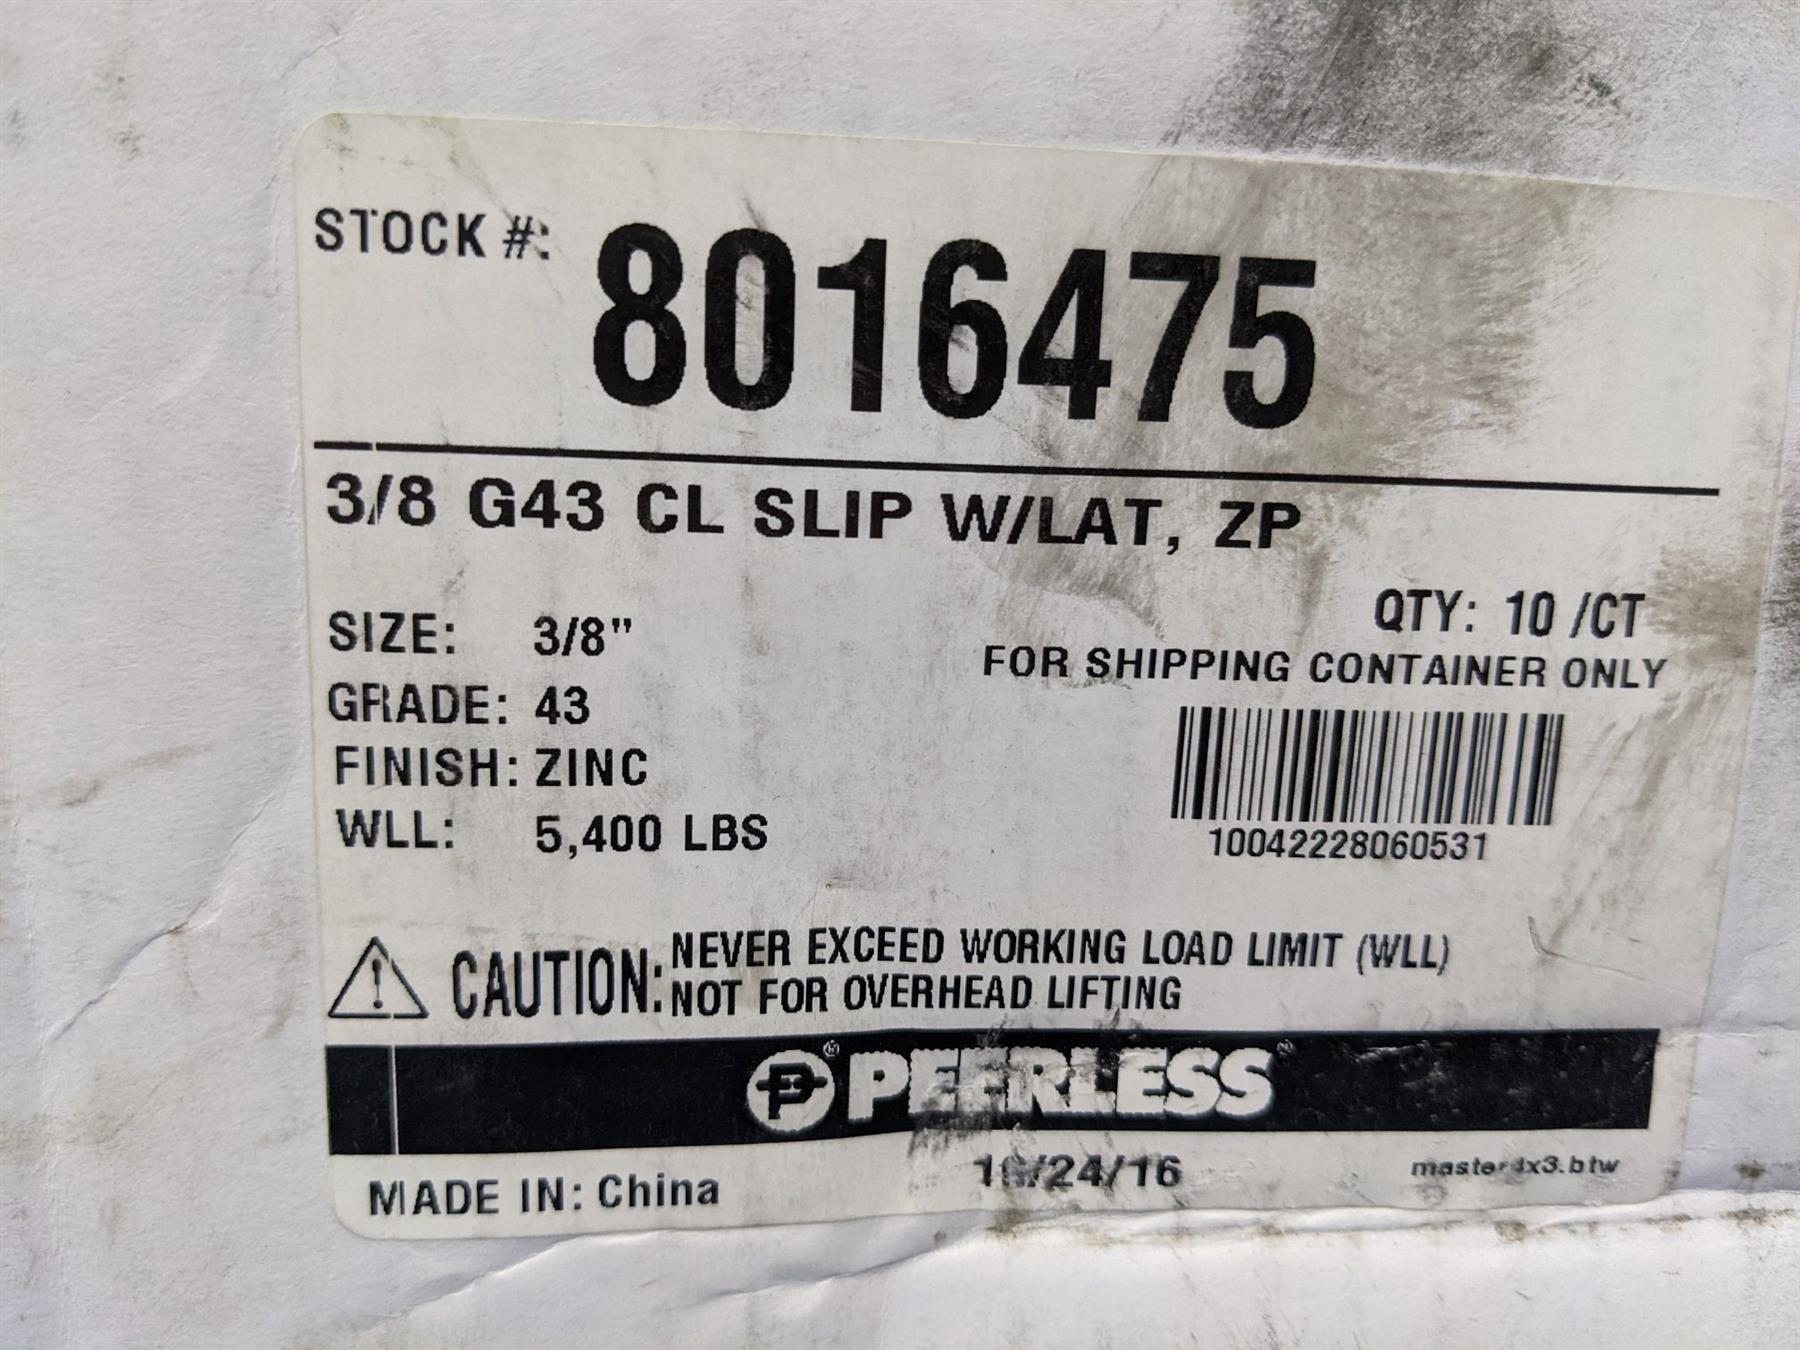 STOCK #: 8016475
3/8 G43 CL SLIP W/LAT, ZP
SIZE: 3/8"
GRADE: 43
FINISH: ZINC
WLL: 5,400 LBS
QTY: 10 /CT
FOR SHIPPING CONTAINER ONLY
10042228060531
CAUTION: NEVER EXCEED WORKING LOAD LIMIT (WLL)
NOT FOR OVERHEAD LIFTING
P® PEERLESS®
MADE IN: China
master4x3.btw